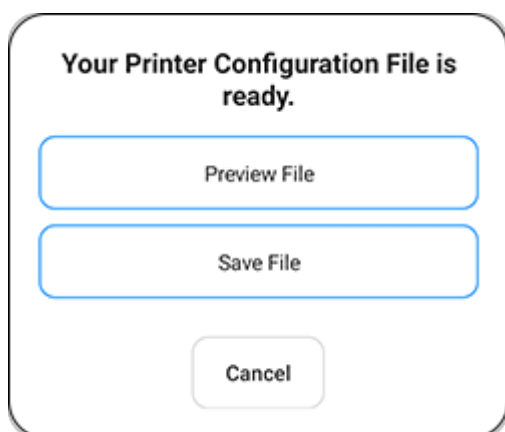 Your Printer Configuration File is
ready.
Preview File
Save File
Cancel